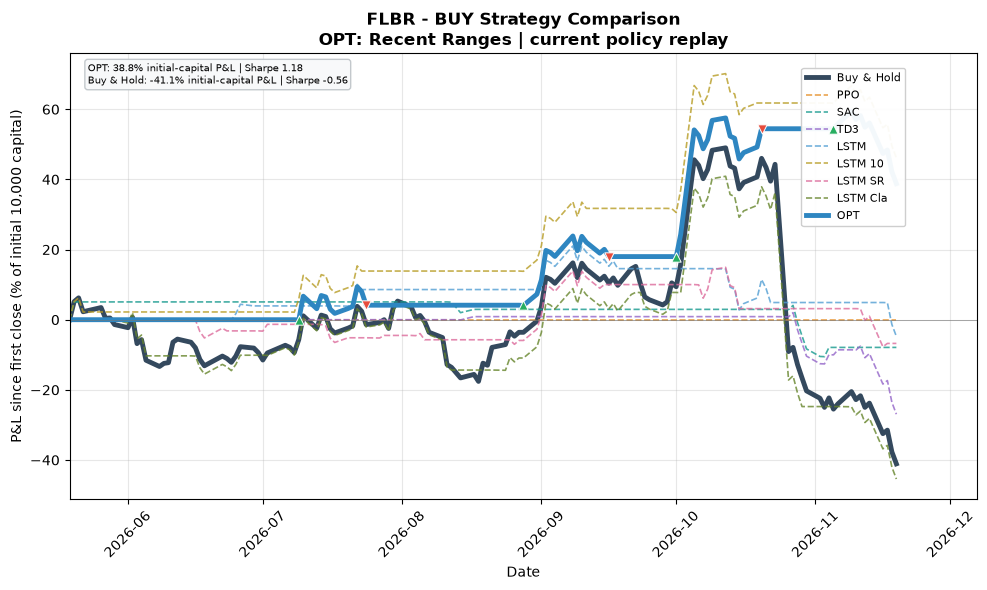 FLBR - BUY Strategy Comparison
OPT: Recent Ranges | current policy replay
OPT: 38.8% initial-capital P&L | Sharpe 1.18
Buy & Hold: -41.1% initial-capital P&L | Sharpe -0.56
Buy & Hold
PPO
SAC
TD3
LSTM
LSTM 10
LSTM SR
LSTM Cla
OPT
P&L since first close (% of initial 10,000 capital)
60
40
20
0
−20
−40
2026-06
2026-07
2026-08
2026-09
2026-10
2026-11
2026-12
Date